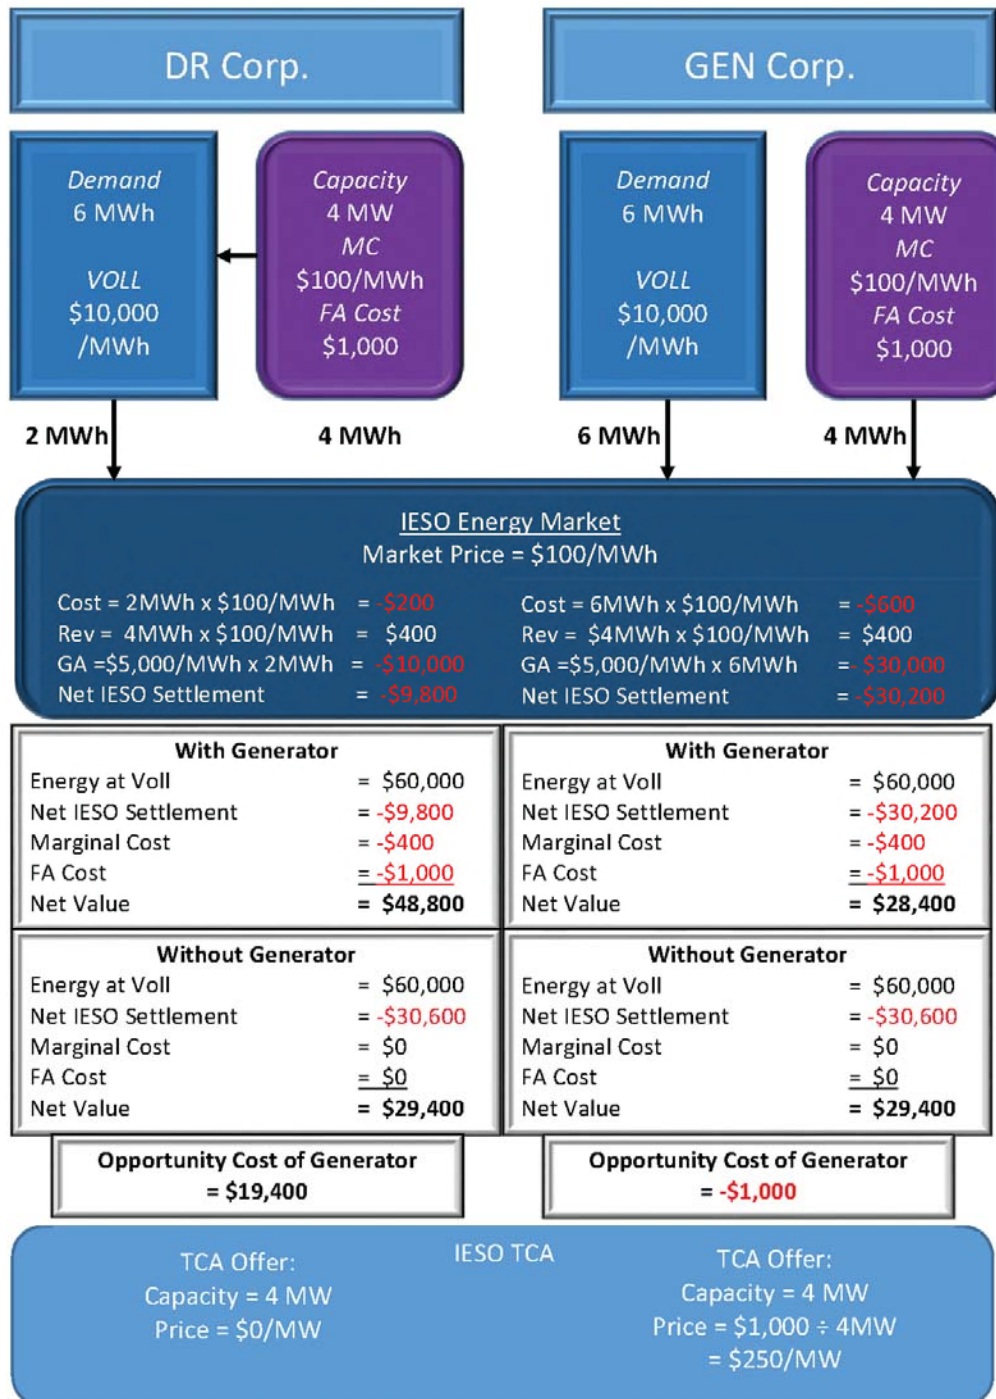 DR Corp.
GEN Corp.
Demand
6 MWh
VOLL
$10,000
/MWh
Capacity
4 MW
MC
$100/MWh
FA Cost
$1,000
Demand
6 MWh
VOLL
$10,000
/MWh
Capacity
4 MW
MC
$100/MWh
FA Cost
$1,000
2 MWh
4 MWh
6 MWh
4 MWh
IESO Energy Market
Market Price = $100/MWh
Cost = 2MWh x $100/MWh = -$200
Rev = 4MWh x $100/MWh = $400
GA =$5,000/MWh x 2MWh = -$10,000
Net IESO Settlement = -$9,800
Cost = 6MWh x $100/MWh = -$600
Rev = $4MWh x $100/MWh = $400
GA =$5,000/MWh x 6MWh =-$30,000
Net IESO Settlement = -$30,200
With Generator
Energy at Voll = $60,000
Net IESO Settlement = -$9,800
Marginal Cost = -$400
FA Cost = -$1,000
Net Value = $48,800
With Generator
Energy at Voll = $60,000
Net IESO Settlement = -$30,200
Marginal Cost = -$400
FA Cost = -$1,000
Net Value = $28,400
Without Generator
Energy at Voll = $60,000
Net IESO Settlement = -$30,600
Marginal Cost = $0
FA Cost = $0
Net Value = $29,400
Without Generator
Energy at Voll = $60,000
Net IESO Settlement = -$30,600
Marginal Cost = $0
FA Cost = $0
Net Value = $29,400
Opportunity Cost of Generator
= $19,400
Opportunity Cost of Generator
= -$1,000
IESO TCA
TCA Offer:
Capacity = 4 MW
Price = $0/MW
TCA Offer:
Capacity = 4 MW
Price = $1,000 ÷ 4MW
= $250/MW